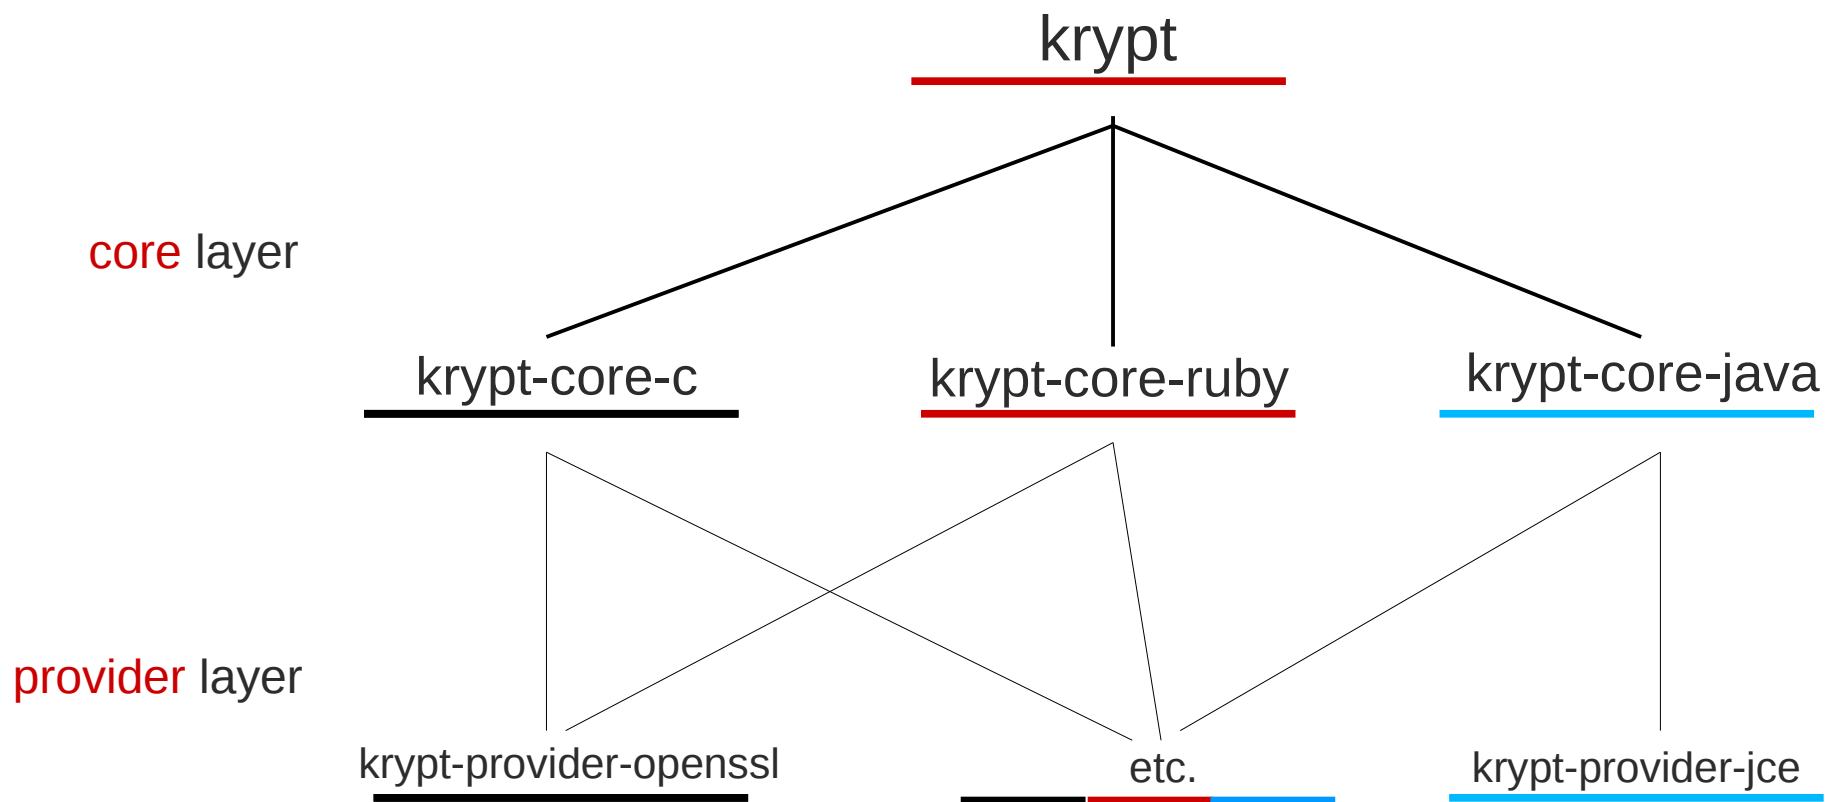 krypt
core layer
krypt-core-c
krypt-core-ruby
krypt-core-java
provider layer
krypt-provider-openssl
etc.
krypt-provider-jce